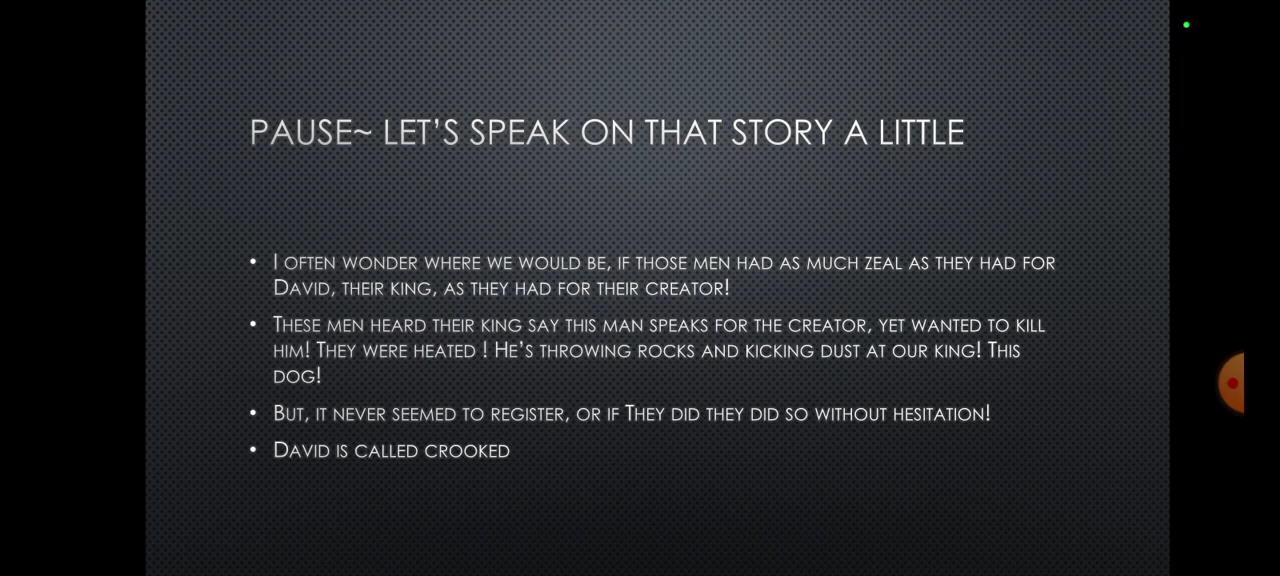 PAUSE~ LET'S SPEAK ON THAT STORY A LITTLE
• I OFTEN WONDER WHERE WE WOULD BE, IF THOSE MEN HAD AS MUCH ZEAL AS THEY HAD FOR
DAVID, THEIR KING, AS THEY HAD FOR THEIR CREATOR!
• THESE MEN HEARD THEIR KING SAY THIS MAN SPEAKS FOR THE CREATOR, YET WANTED TO KILL
HIM! THEY WERE HEATED ! HE'S THROWING ROCKS AND KICKING DUST AT OUR KING! THIS
DOG!
• BUT, IT NEVER SEEMED TO REGISTER, OR IF THEY DID THEY DID SO WITHOUT HESITATION!
• DAVID IS CALLED CROOKED